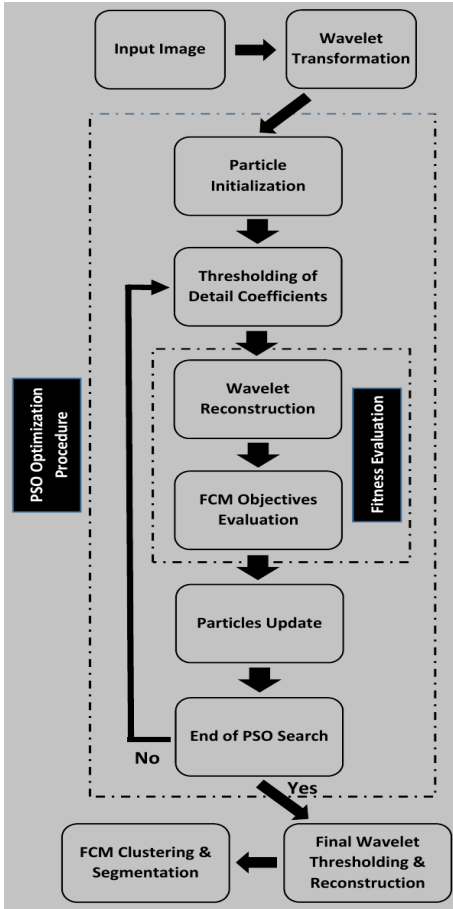 Input Image
Wavelet
Transformation
Particle
Initialization
Thresholding of
Detail Coefficients
Wavelet
Reconstruction
PSO Optimization
Procedure
Fitness Evaluation
FCM Objectives
Evaluation
Particles Update
End of PSO Search
No
Yes
FCM Clustering &
Segmentation
Final Wavelet
Thresholding &
Reconstruction